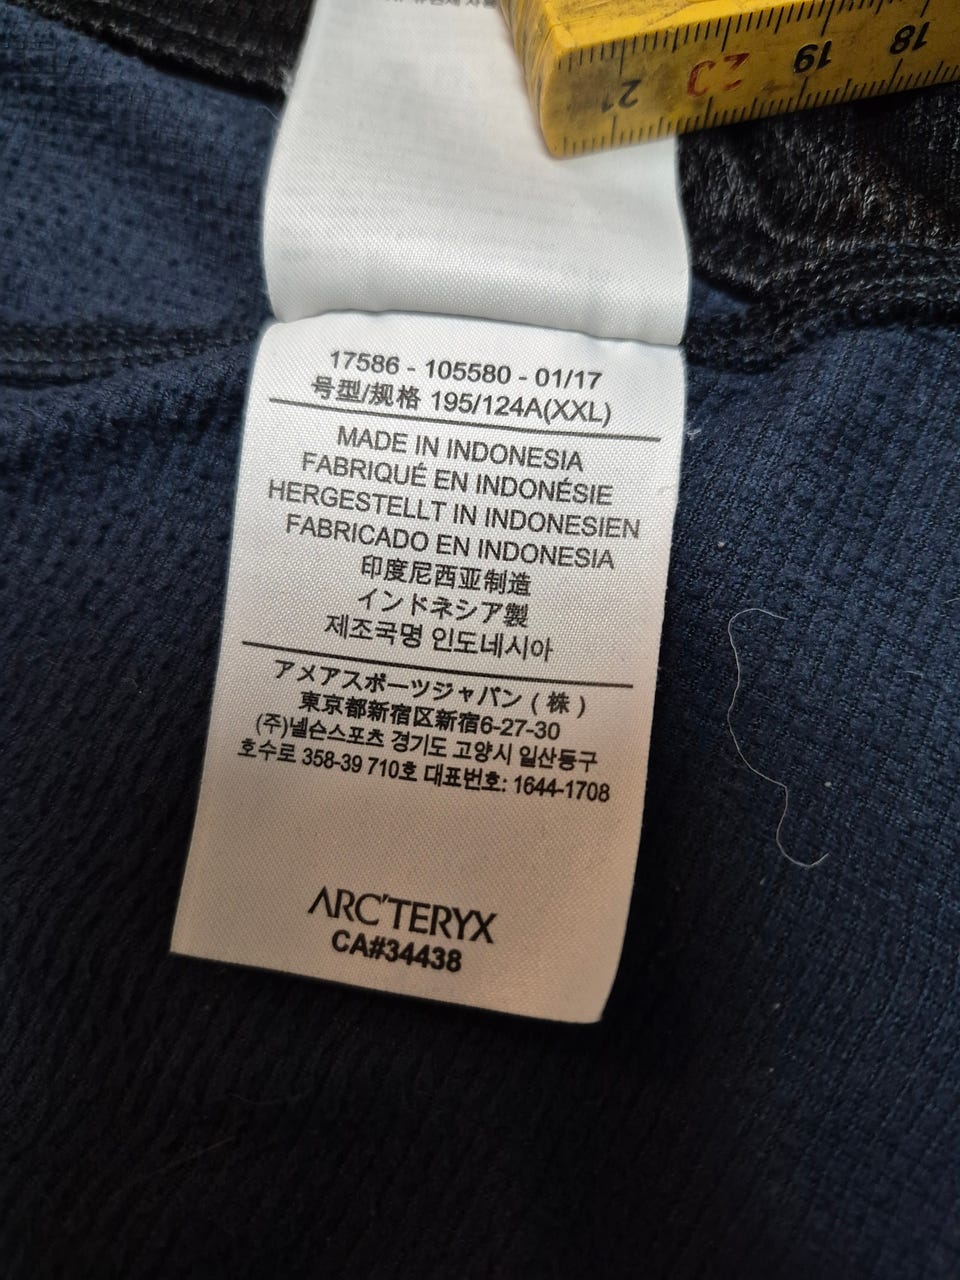 21 20 19 18
17586 - 105580 - 01/17
号型/规格 195/124A(XXL)
MADE IN INDONESIA
FABRIQUÉ EN INDONÉSIE
HERGESTELLT IN INDONESIEN
FABRICADO EN INDONESIA
印度尼西亚制造
インドネシア製
제조국명 인도네시아
アメアスポーツジャパン ( 株 )
東京都新宿区新宿6-27-30
(주)넬슨스포츠 경기도 고양시 일산동구
호수로 358-39 710호 대표번호: 1644-1708
ARC'TERYX
CA#34438